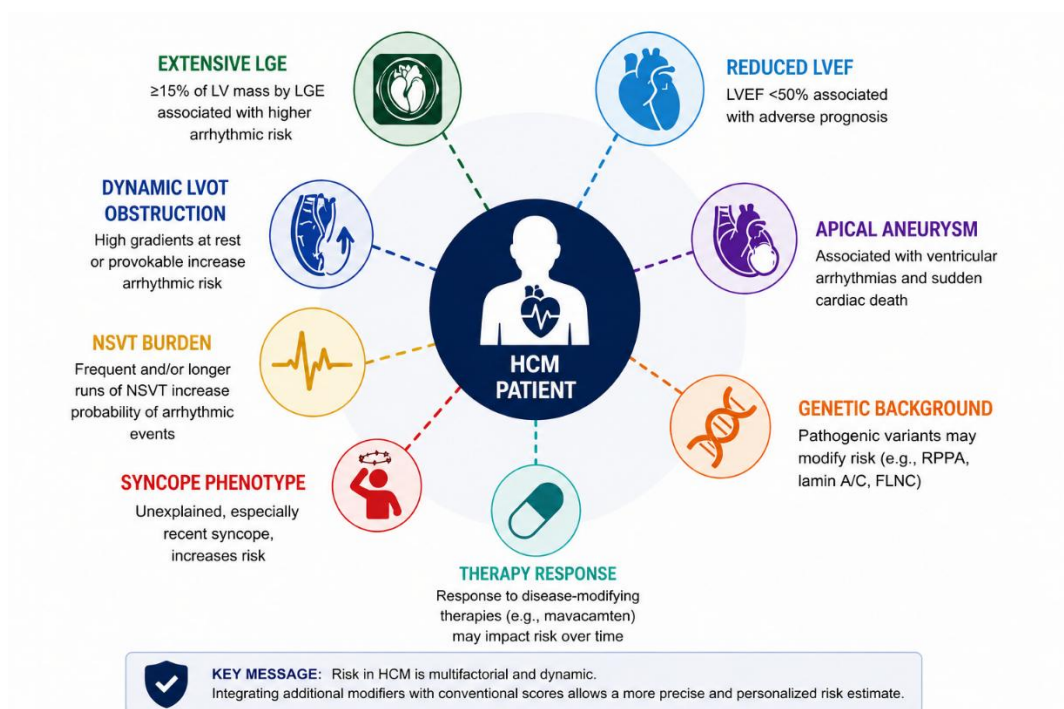 EXTENSIVE LGE
≥15% of LV mass by LGE
associated with higher
arrhythmic risk
REDUCED LVEF
LVEF <50% associated
with adverse prognosis
DYNAMIC LVOT
OBSTRUCTION
High gradients at rest
or provokable increase
arrhythmic risk
APICAL ANEURYSM
Associated with ventricular
arrhythmias and sudden
cardiac death
NSVT BURDEN
Frequent and/or longer
runs of NSVT increase
probability of arrhythmic
events
HCM
PATIENT
GENETIC BACKGROUND
Pathogenic variants may
modify risk (e.g., RPPA,
lamin A/C, FLNC)
SYNCOPE PHENOTYPE
Unexplained, especially
recent syncope,
increases risk
THERAPY RESPONSE
Response to disease-modifying
therapies (e.g., mavacamten)
may impact risk over time
KEY MESSAGE: Risk in HCM is multifactorial and dynamic.
Integrating additional modifiers with conventional scores allows a more precise and personalized risk estimate.